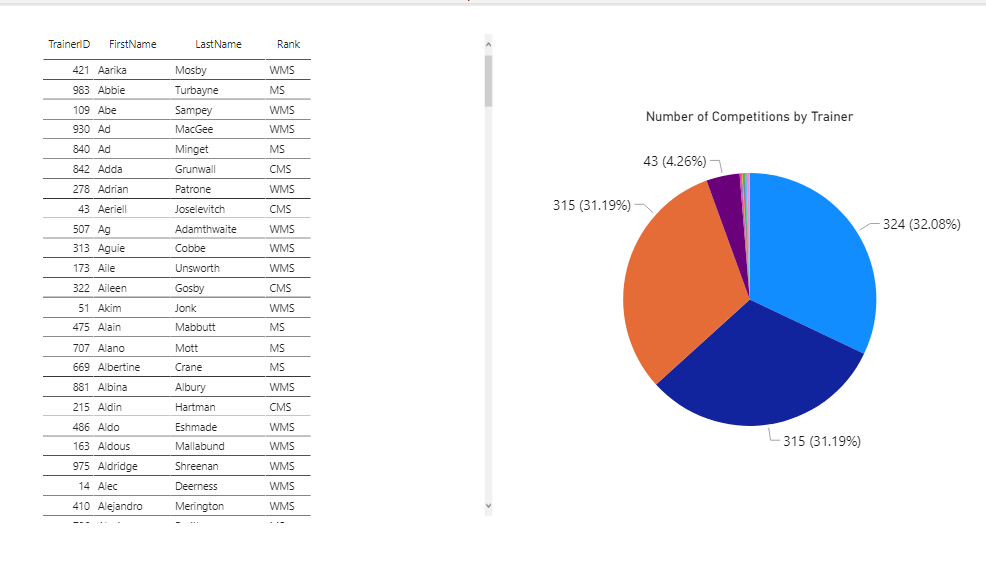 TrainerID FirstName LastName Rank
421 Aarika Mosby WMS
983 Abbie Turbayne MS
109 Abe Sampey WMS
930 Ad MacGee WMS
840 Ad Minget MS
842 Adda Grunwall CMS
278 Adrian Patrone WMS
43 Aeriell Joselevitch CMS
507 Ag Adamthwaite WMS
313 Aguie Cobbe WMS
173 Aile Unsworth WMS
322 Aileen Gosby CMS
51 Akim Jonk WMS
475 Alain Mabbutt MS
707 Alano Mott MS
669 Albertine Crane MS
881 Albina Albury WMS
215 Aldin Hartman CMS
486 Aldo Eshmade WMS
163 Aldous Mallabund WMS
975 Aldridge Shreenan WMS
14 Alec Deerness WMS
410 Alejandro Merington WMS
Number of Competitions by Trainer
43 (4.26%)
315 (31.19%)
324 (32.08%)
315 (31.19%)